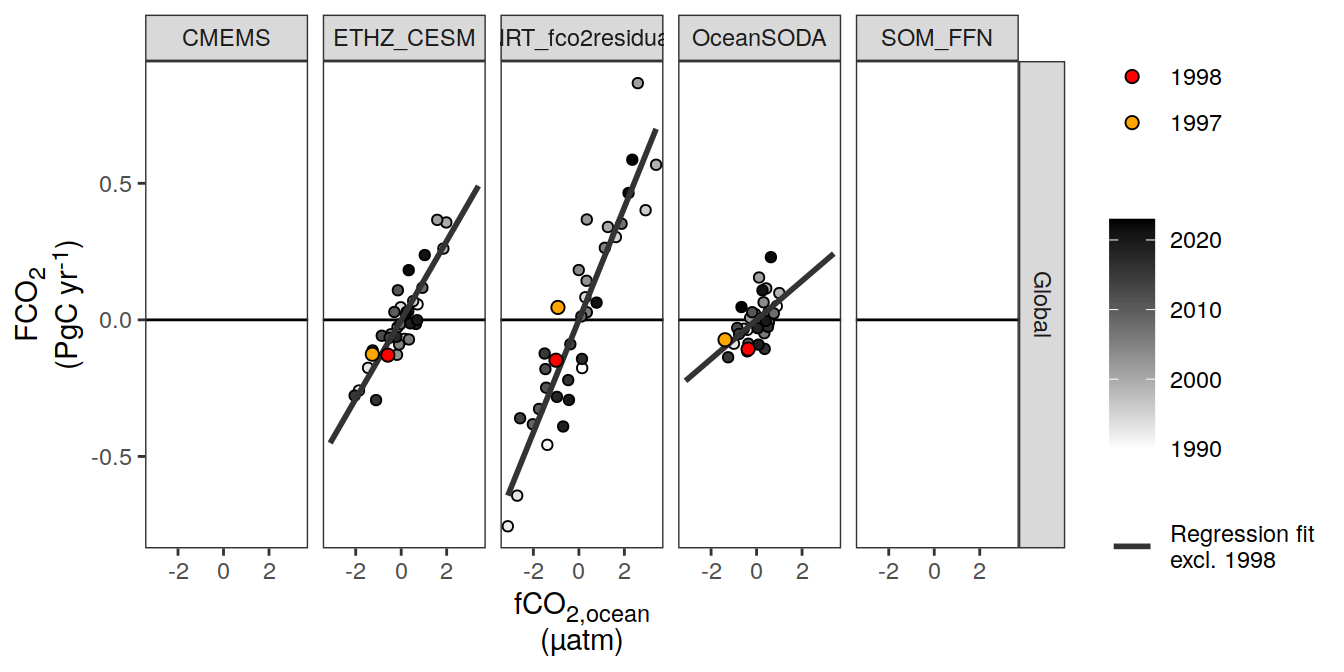 CMEMS
ETHZ_CESM
NRT_fco2residua
OceanSODA
SOM_FFN
Global
FCO2
(PgC yr-1)
0.5
0.0
-0.5
-2 0 2
-2 0 2
-2 0 2
-2 0 2
-2 0 2
fCO2,ocean
(μatm)
1998
1997
2020
2010
2000
1990
Regression fit
excl. 1998